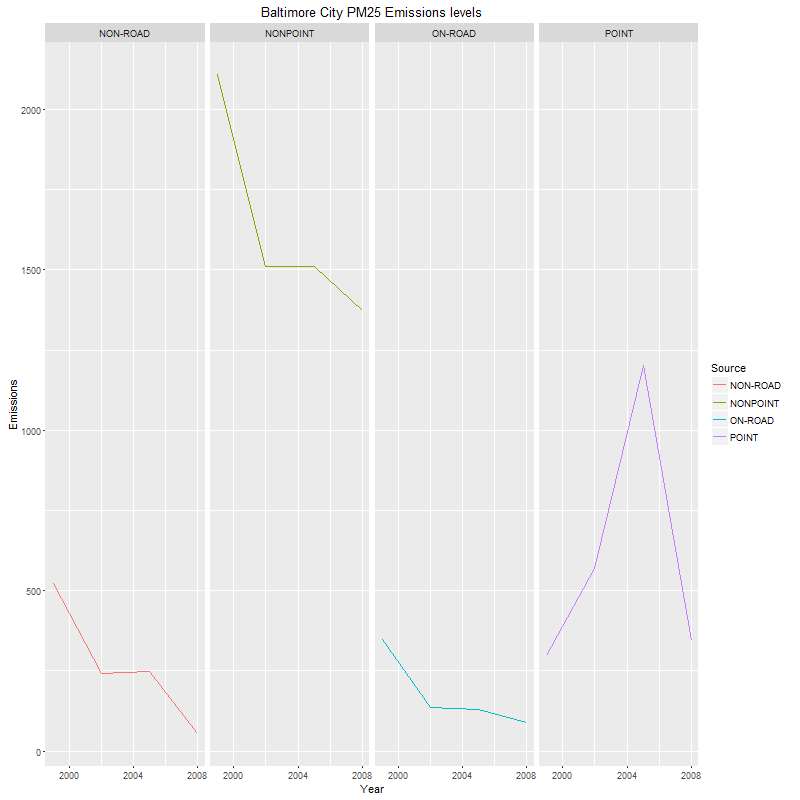 Baltimore City PM25 Emissions levels
NON-ROAD NONPOINT ON-ROAD POINT
2000
1500
1000
500
0
Emissions
2000 2004 2008 2000 2004 2008 2000 2004 2008 2000 2004 2008
Year
Source
NON-ROAD
NONPOINT
ON-ROAD
POINT